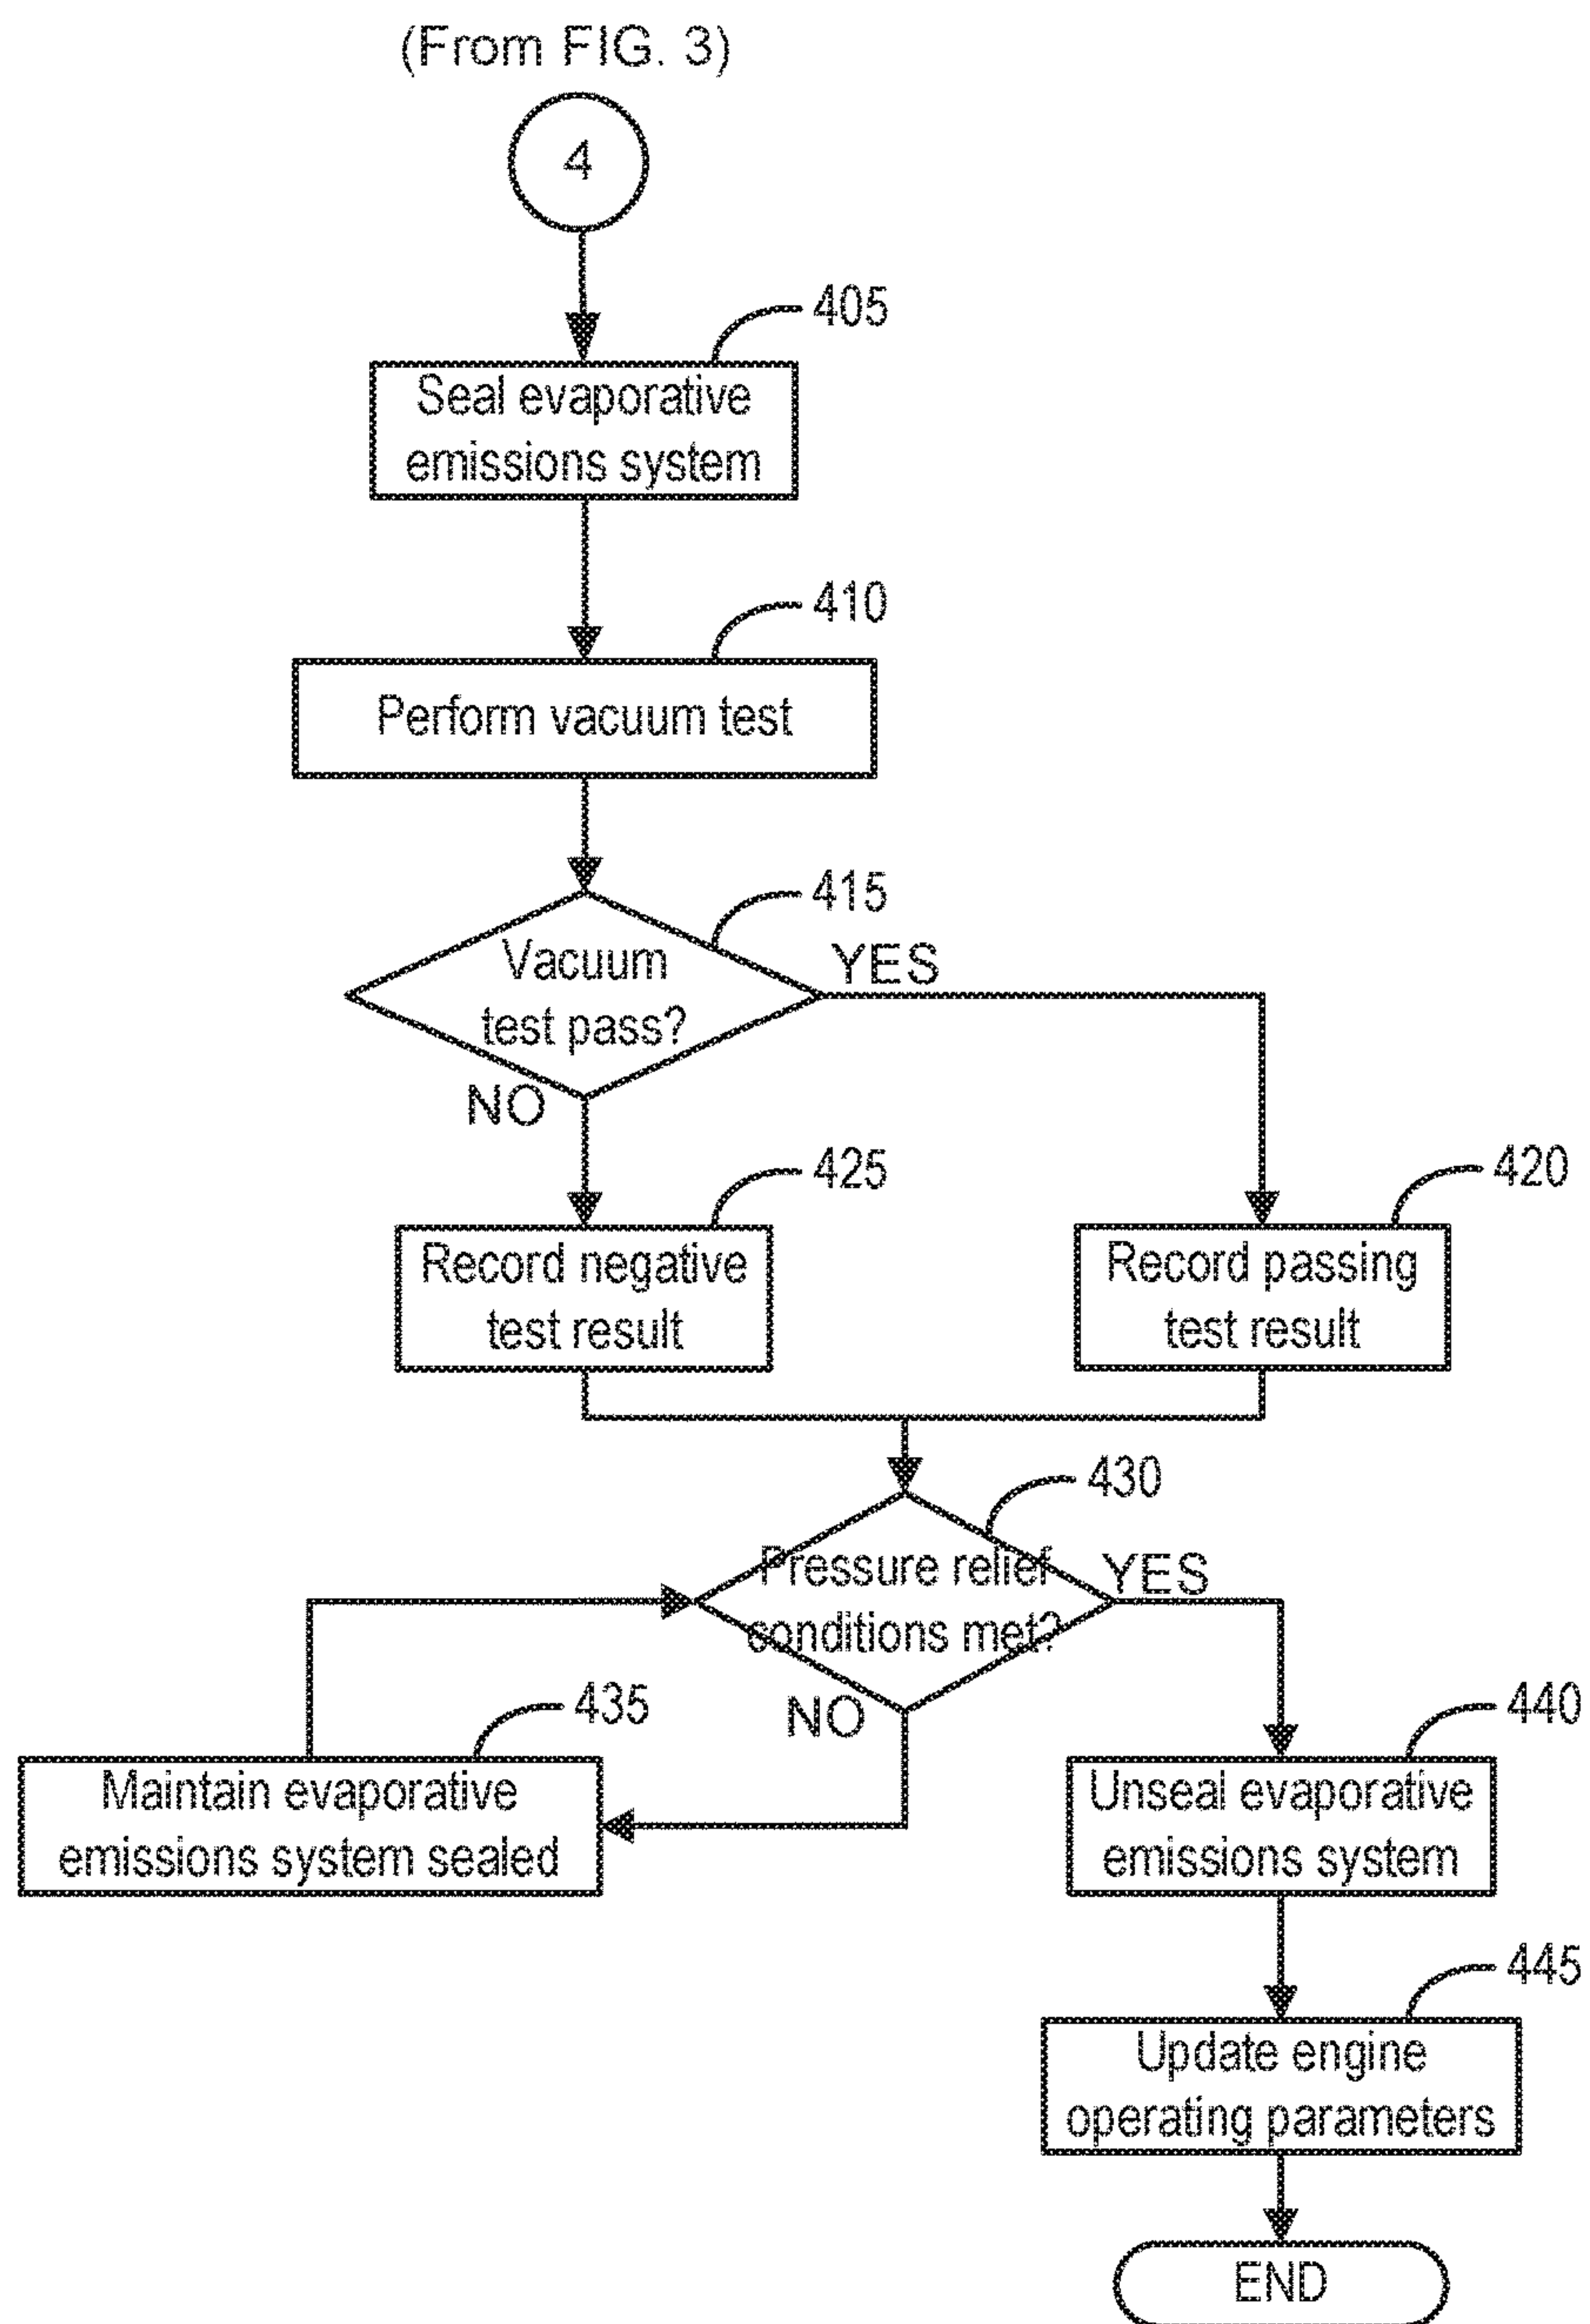 (From FIG. 3)
4
405
Seal evaporative
emissions system
410
Perform vacuum test
415
Vacuum
test pass?
YES
NO
425
Record negative
test result
420
Record passing
test result
430
Pressure relief
conditions met?
YES
NO
435
Maintain evaporative
emissions system sealed
440
Unseal evaporative
emissions system
445
Update engine
operating parameters
END